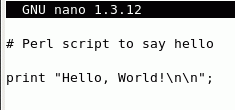 GNU nano 1.3.12
# Perl script to say hello
print "Hello, World!\n\n";